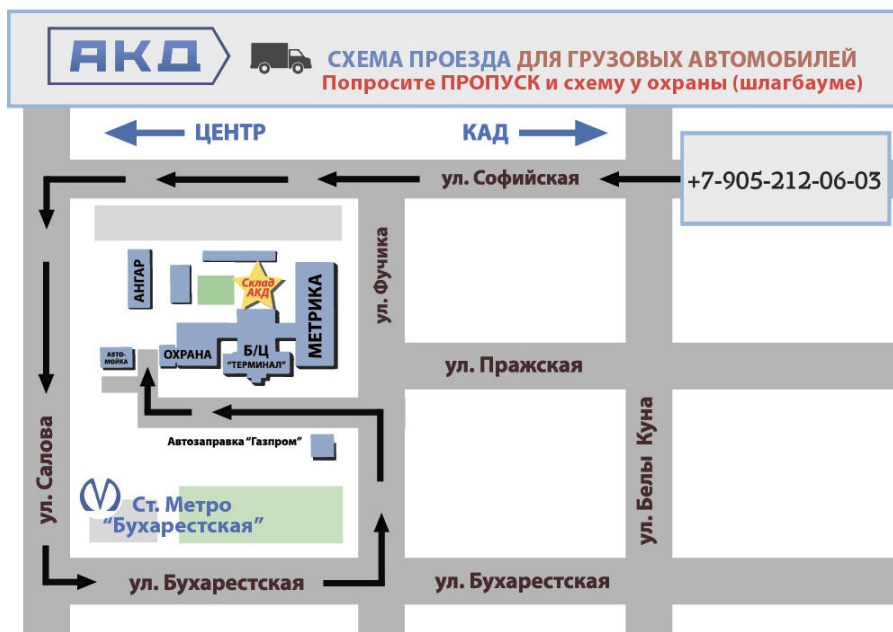 АКД
СХЕМА ПРОЕЗДА ДЛЯ ГРУЗОВЫХ АВТОМОБИЛЕЙ
Попросите ПРОПУСК и схему у охраны (шлагбауме)
ЦЕНТР
КАД
+7-905-212-06-03
ул. Софийская
ул. Фучика
АНГАР
Склад
АКД
МЕТРИКА
АВТО-
МОЙКА
ОХРАНА
Б/Ц
"ТЕРМИНАЛ"
ул. Пражская
Автозаправка "Газпром"
ул. Салова
ул. Белы Куна
Ст. Метро
"Бухарестская"
ул. Бухарестская
ул. Бухарестская